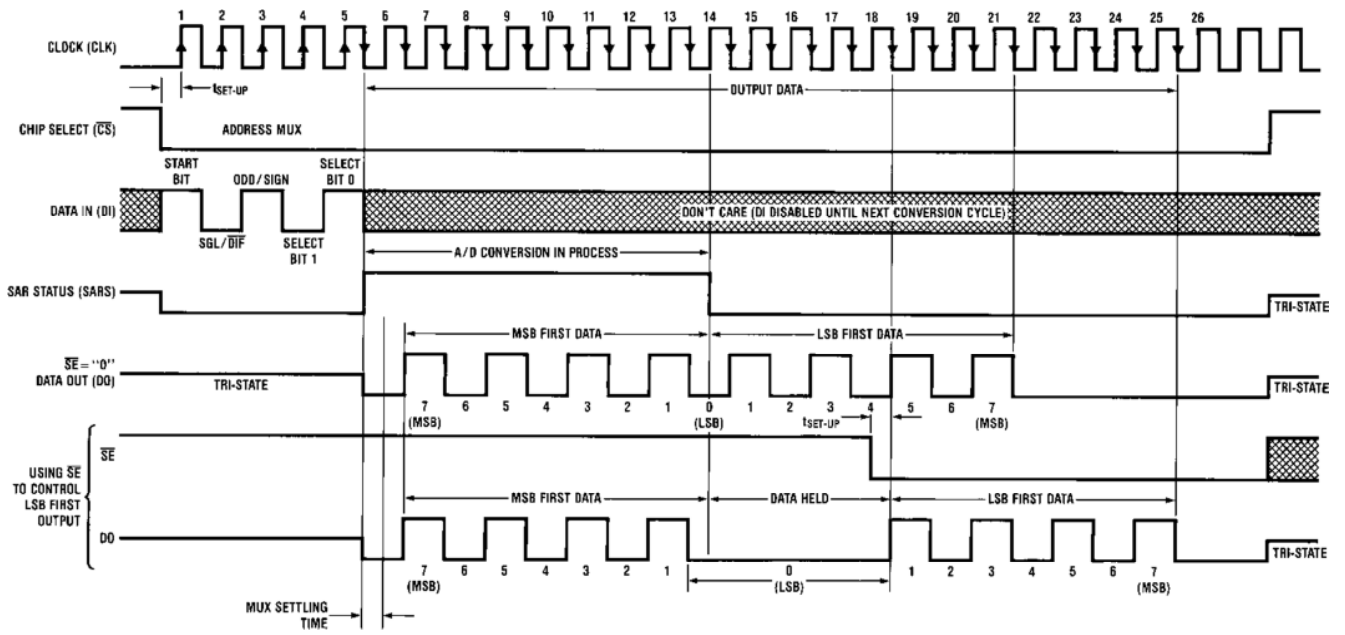 1 2 3 4 5 6 7 8 9 10 11 12 13 14 15 16 17 18 19 20 21 22 23 24 25 26
CLOCK (CLK)
tSET-UP
OUTPUT DATA
CHIP SELECT (C̅S̅)
ADDRESS MUX
START
BIT
ODD/SIGN
SELECT
BIT 0
DATA IN (DI)
DON'T CARE (DI DISABLED UNTIL NEXT CONVERSION CYCLE)
SGL/D̅I̅F̅
SELECT
BIT 1
A/D CONVERSION IN PROCESS
SAR STATUS (SARS)
TRI-STATE
MSB FIRST DATA
LSB FIRST DATA
S̅E̅ = "0"
DATA OUT (DO)
TRI-STATE
TRI-STATE
7 6 5 4 3 2 1 0 1 2 3 4 5 6 7
(MSB) (LSB) tSET-UP (MSB)
S̅E̅
USING S̅E̅
TO CONTROL
LSB FIRST
OUTPUT
MSB FIRST DATA
DATA HELD
LSB FIRST DATA
DO
TRI-STATE
7 6 5 4 3 2 1 0 1 2 3 4 5 6 7
(MSB) (LSB) (MSB)
MUX SETTLING
TIME